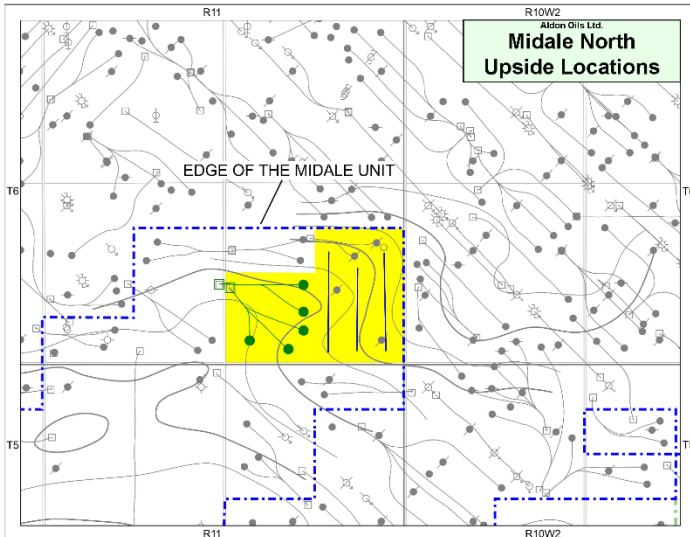 R11
R10W2
Aldon Oils Ltd.
Midale North
Upside Locations
EDGE OF THE MIDALE UNIT
T6
T6
T5
T5
R11
R10W2